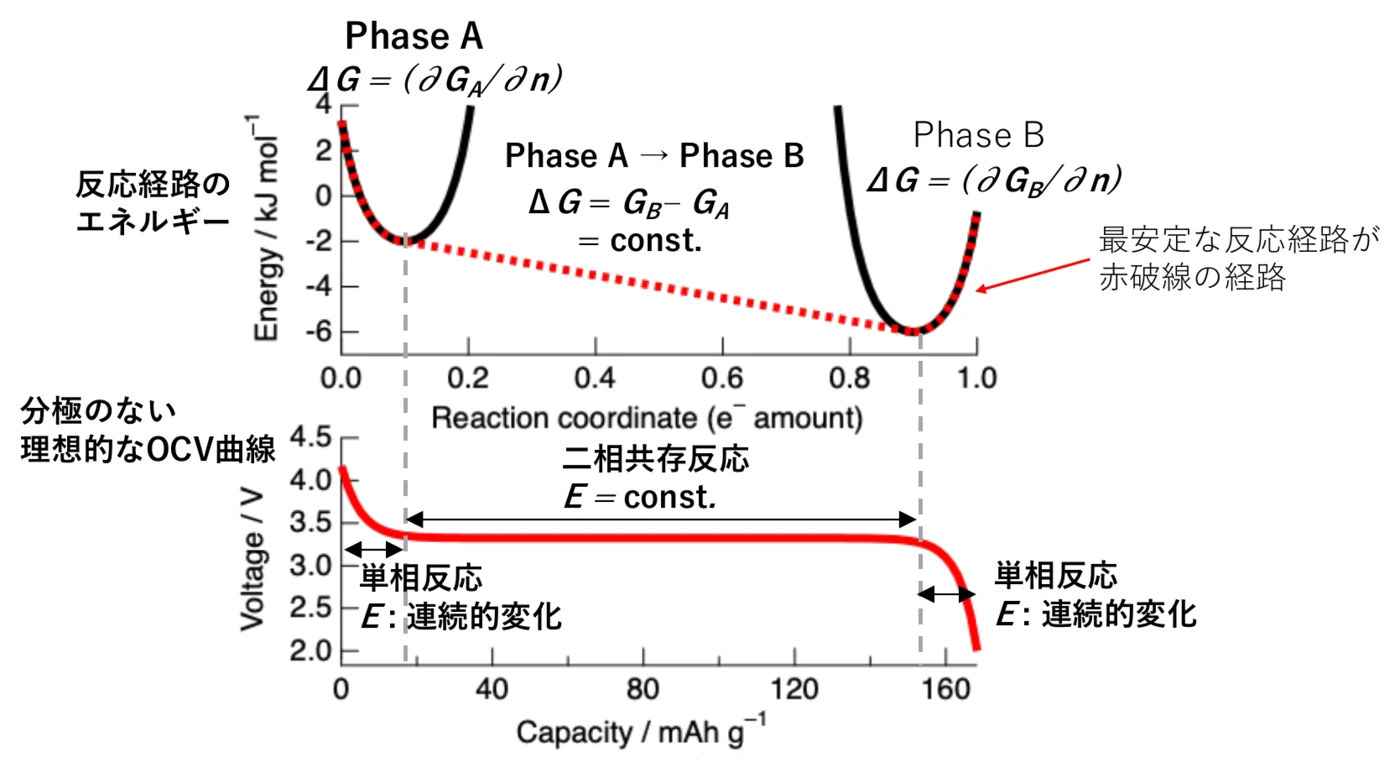 Phase A
ΔG = (∂G_A/∂n)
反応経路の
エネルギー
Energy / kJ mol⁻¹
4
2
0
-2
-4
-6
Phase A → Phase B
ΔG = G_B– G_A
= const.
Phase B
ΔG = (∂G_B/∂n)
最安定な反応経路が
赤破線の経路
0.0 0.2 0.4 0.6 0.8 1.0
Reaction coordinate (e⁻ amount)
分極のない
理想的なOCV曲線
Voltage / V
4.5
4.0
3.5
3.0
2.5
2.0
二相共存反応
E = const.
単相反応
E : 連続的変化
単相反応
E : 連続的変化
0 40 80 120 160
Capacity / mAh g⁻¹